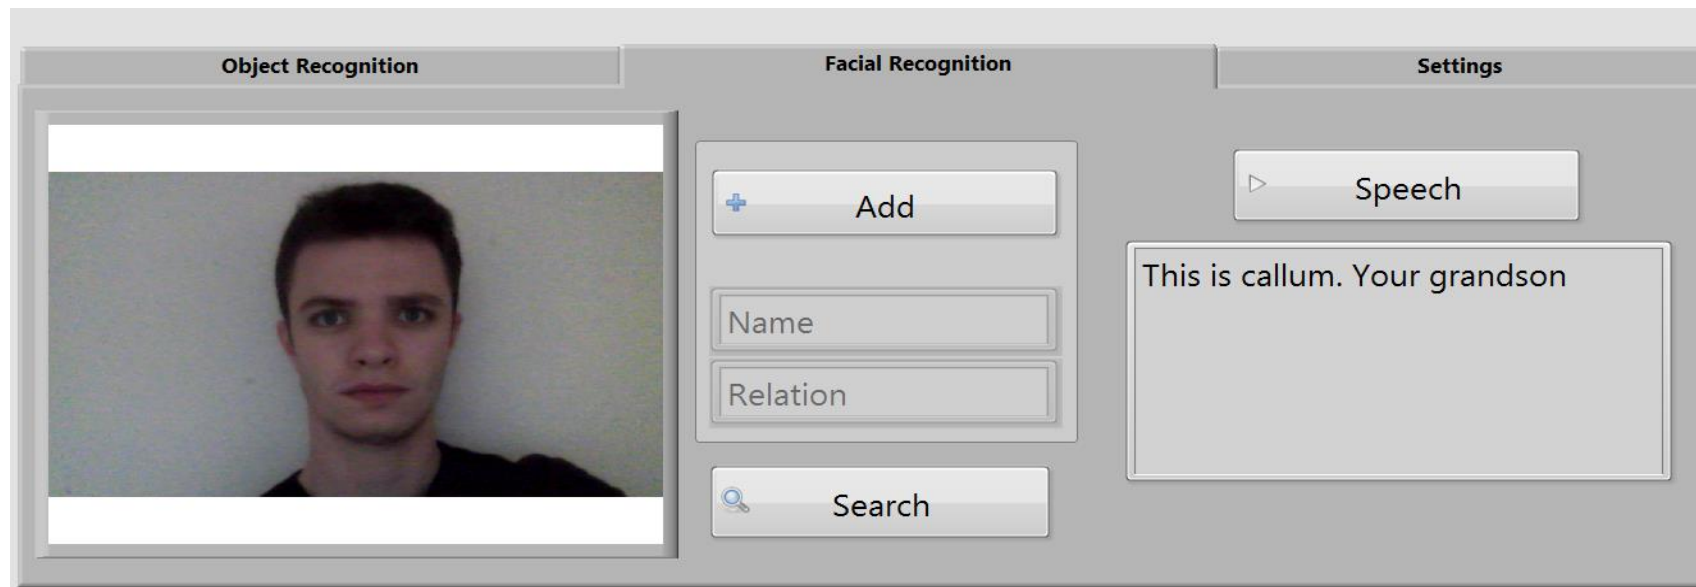 Object Recognition
Facial Recognition
Settings
Add
Name
Relation
Search
Speech
This is callum. Your grandson